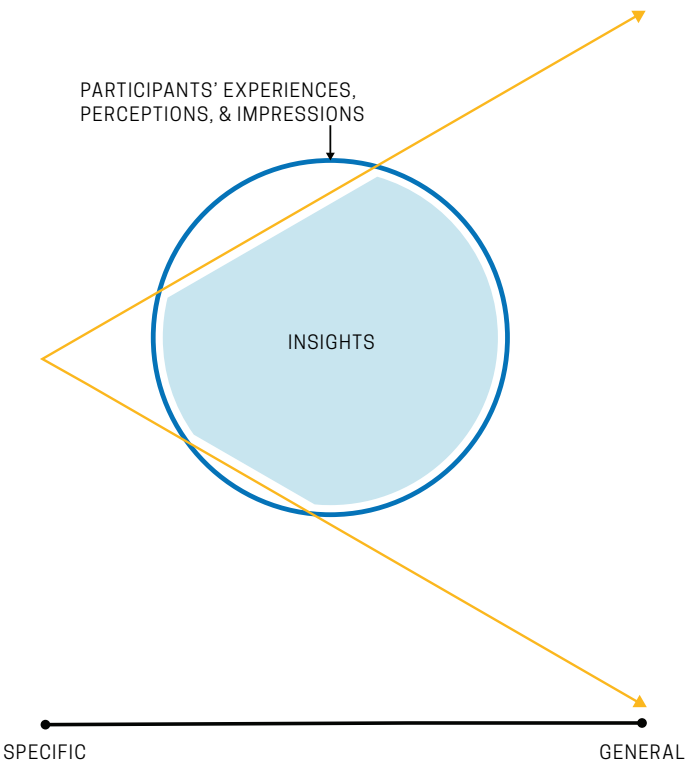 PARTICIPANTS’ EXPERIENCES,
PERCEPTIONS, & IMPRESSIONS
INSIGHTS
SPECIFIC
GENERAL